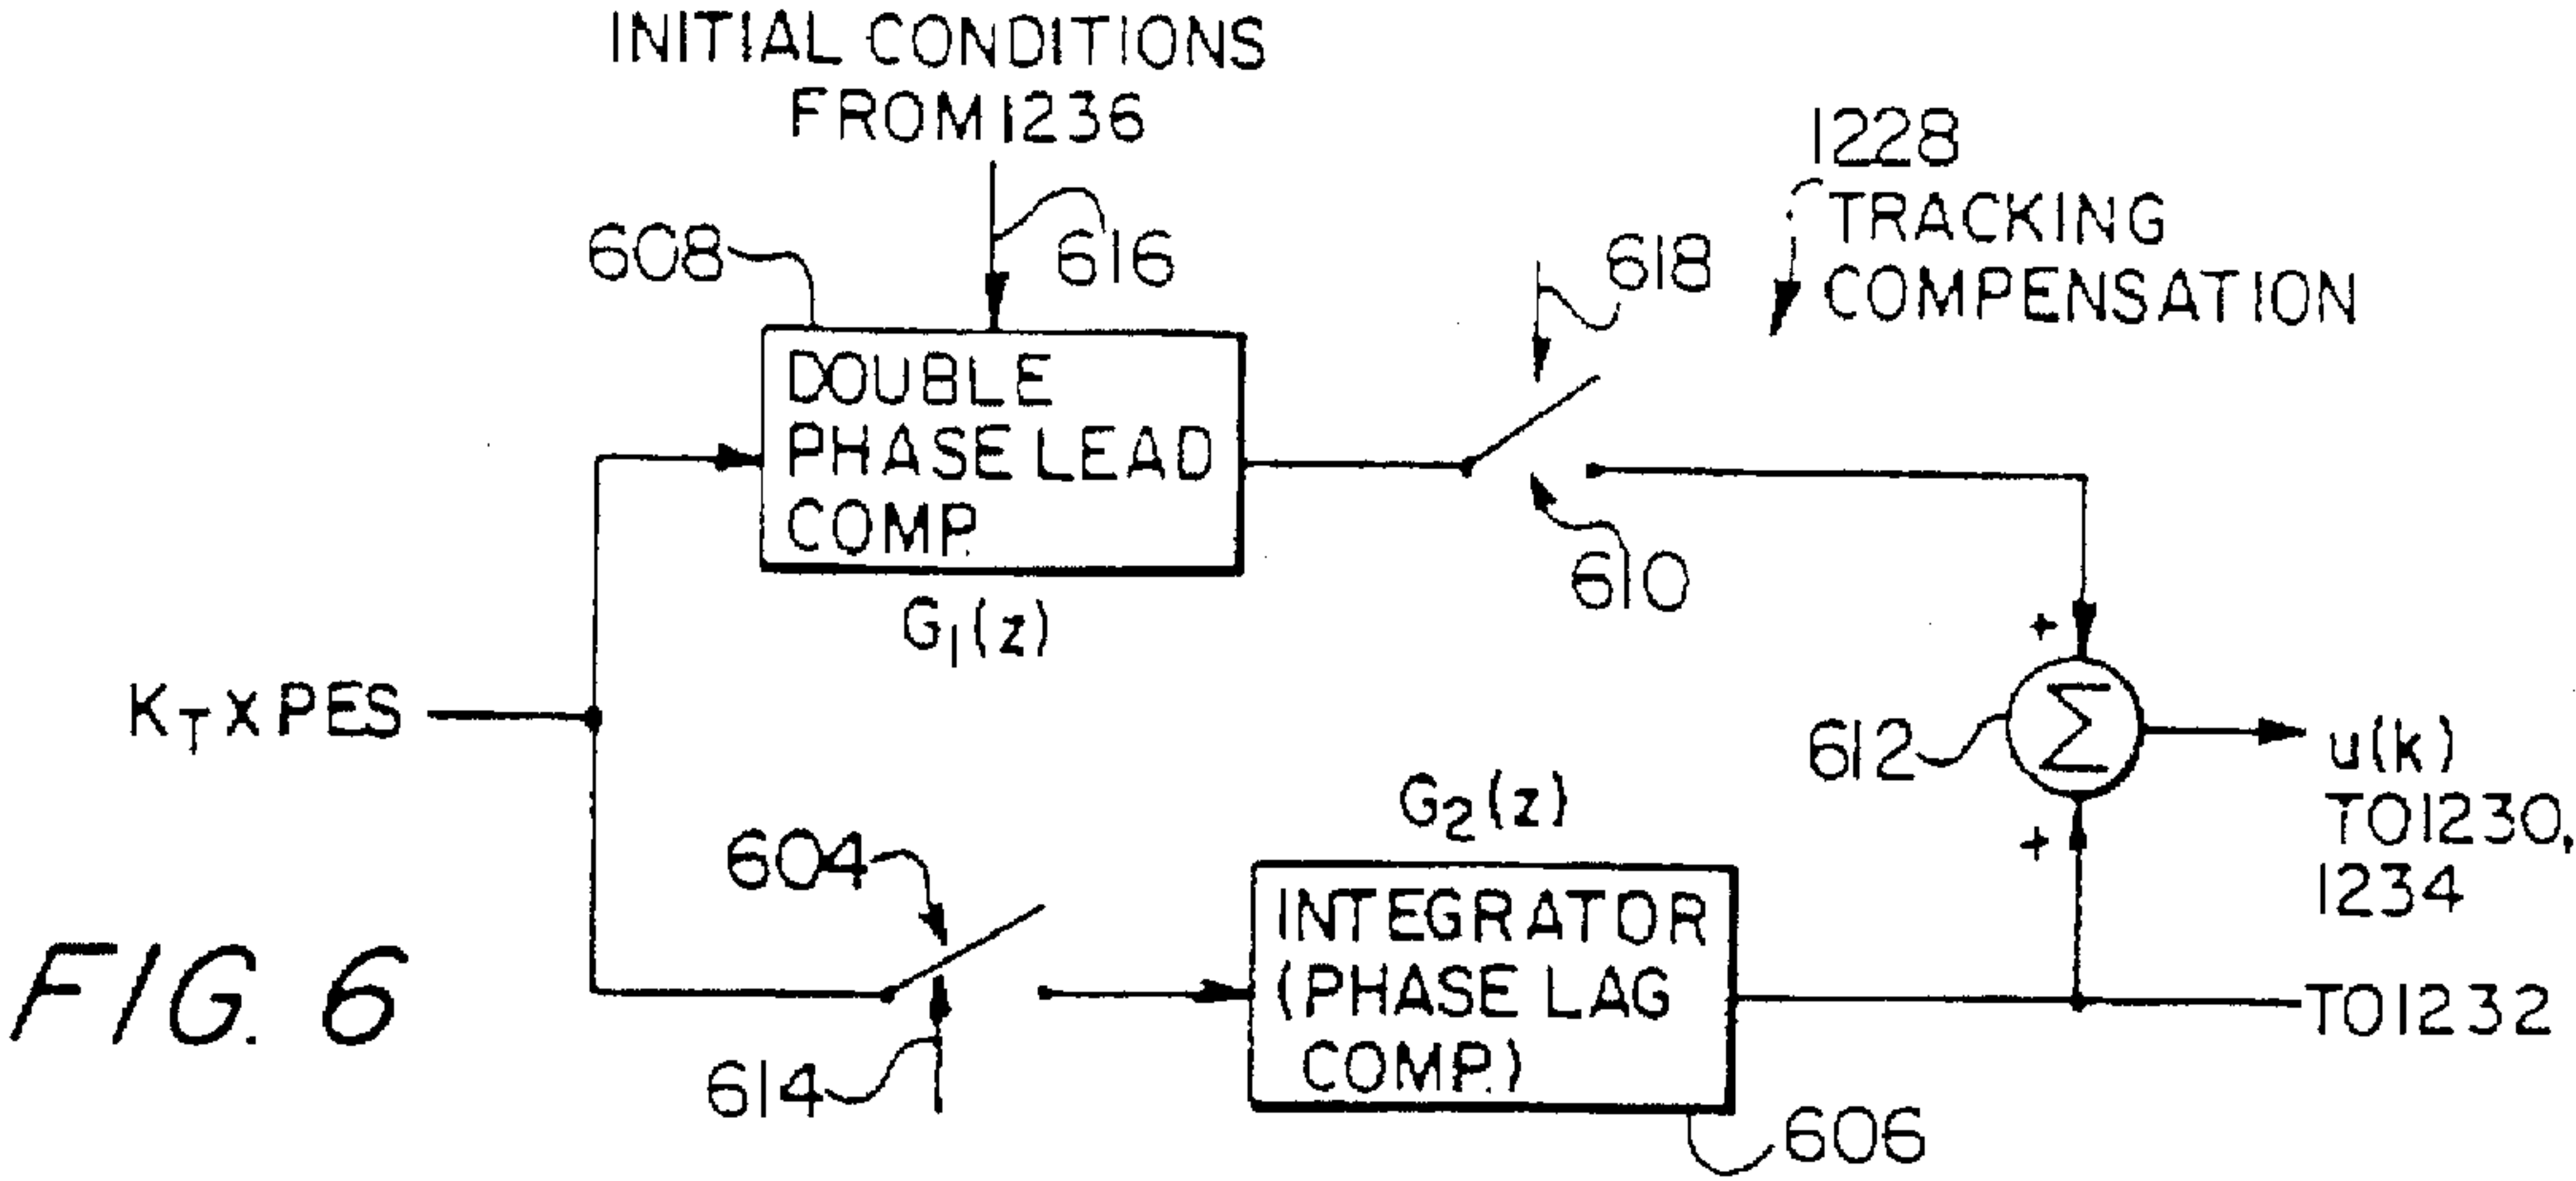 INITIAL CONDITIONS
FROM 1236
1228
TRACKING
COMPENSATION
608
616
618
DOUBLE
PHASE LEAD
COMP.
610
G1(z)
KT X PES
612
Σ
+
+
u(k)
TO 1230,
1234
G2(z)
604
INTEGRATOR
(PHASE LAG
COMP.)
614
TO 1232
606
FIG. 6